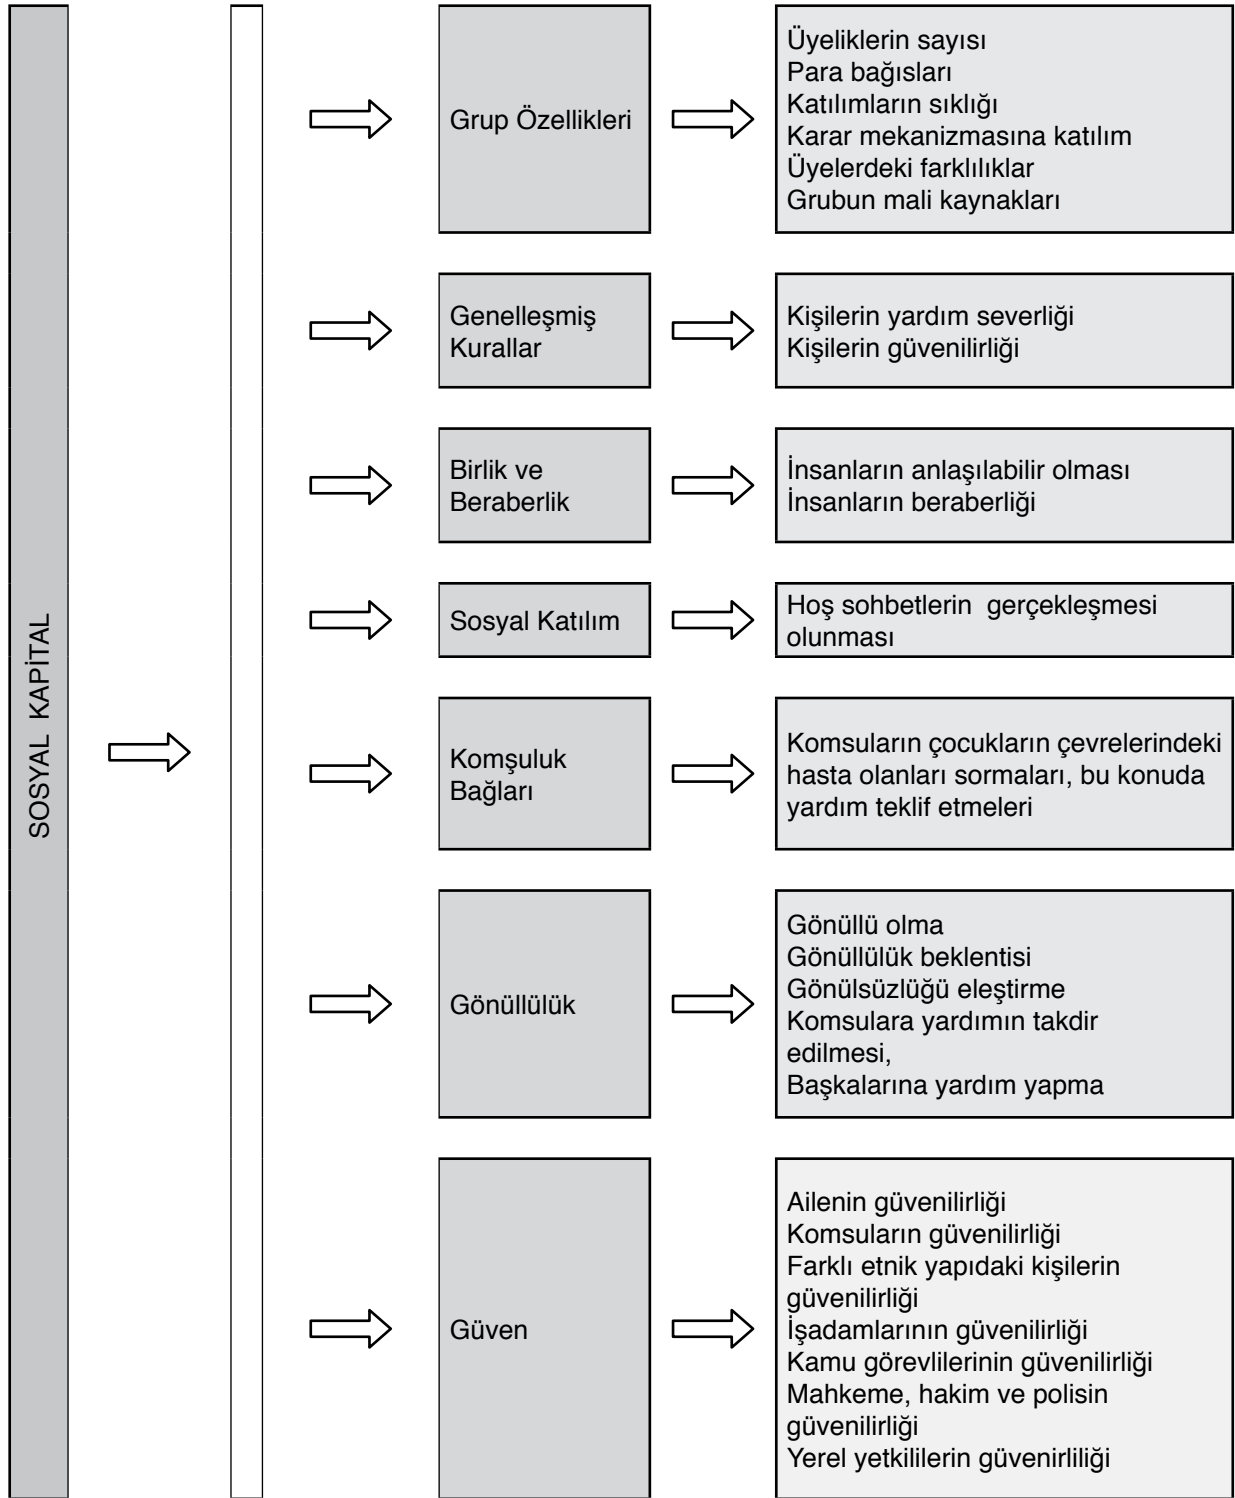 SOSYAL KAPİTAL
Grup Özellikleri
Üyeliklerin sayısı
Para bağısları
Katılımların sıklığı
Karar mekanizmasına katılım
Üyelerdeki farklılıklar
Grubun mali kaynakları
Genelleşmiş
Kurallar
Kişilerin yardım severliği
Kişilerin güvenilirliği
Birlik ve
Beraberlik
İnsanların anlaşılabilir olması
İnsanların beraberliği
Sosyal Katılım
Hoş sohbetlerin gerçekleşmesi
olunması
Komşuluk
Bağları
Komsuların çocukların çevrelerindeki
hasta olanları sormaları, bu konuda
yardım teklif etmeleri
Gönüllülük
Gönüllü olma
Gönüllülük beklentisi
Gönülsüzlüğü eleştirme
Komsulara yardımın takdir
edilmesi,
Başkalarına yardım yapma
Güven
Ailenin güvenilirliği
Komsuların güvenilirliği
Farklı etnik yapıdaki kişilerin
güvenilirliği
İşadamlarının güvenilirliği
Kamu görevlilerinin güvenilirliği
Mahkeme, hakim ve polisin
güvenilirliği
Yerel yetkililerin güvenirliliği